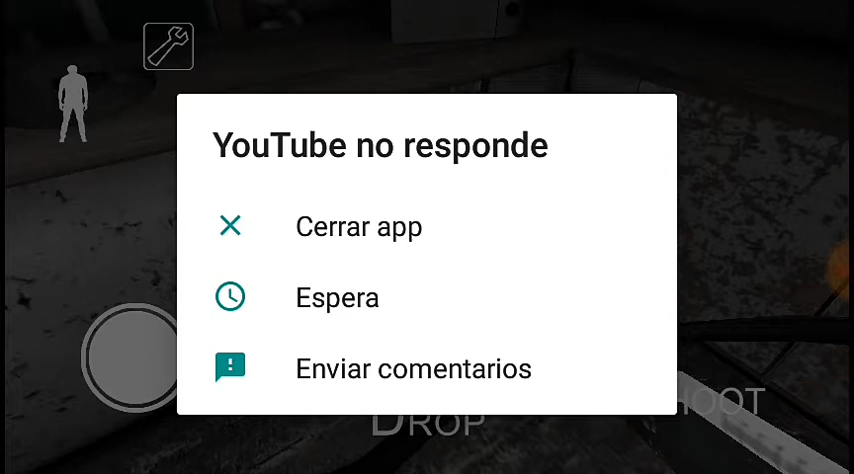 YouTube no responde
Cerrar app
Espera
Enviar comentarios
HOOT
DROP